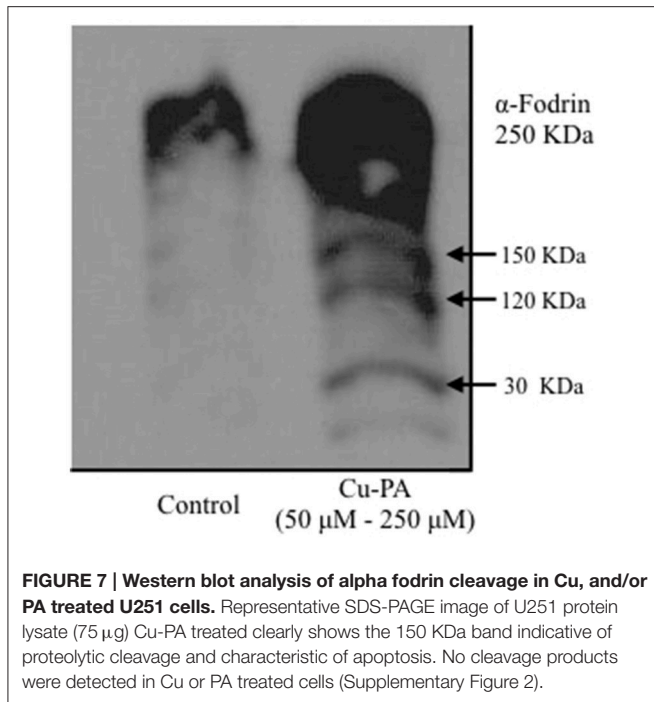 α-Fodrin
250 KDa
150 KDa
120 KDa
30 KDa
Control
Cu-PA
(50 µM - 250 µM)
FIGURE 7 | Western blot analysis of alpha fodrin cleavage in Cu, and/or
PA treated U251 cells. Representative SDS-PAGE image of U251 protein
lysate (75 µg) Cu-PA treated clearly shows the 150 KDa band indicative of
proteolytic cleavage and characteristic of apoptosis. No cleavage products
were detected in Cu or PA treated cells (Supplementary Figure 2).